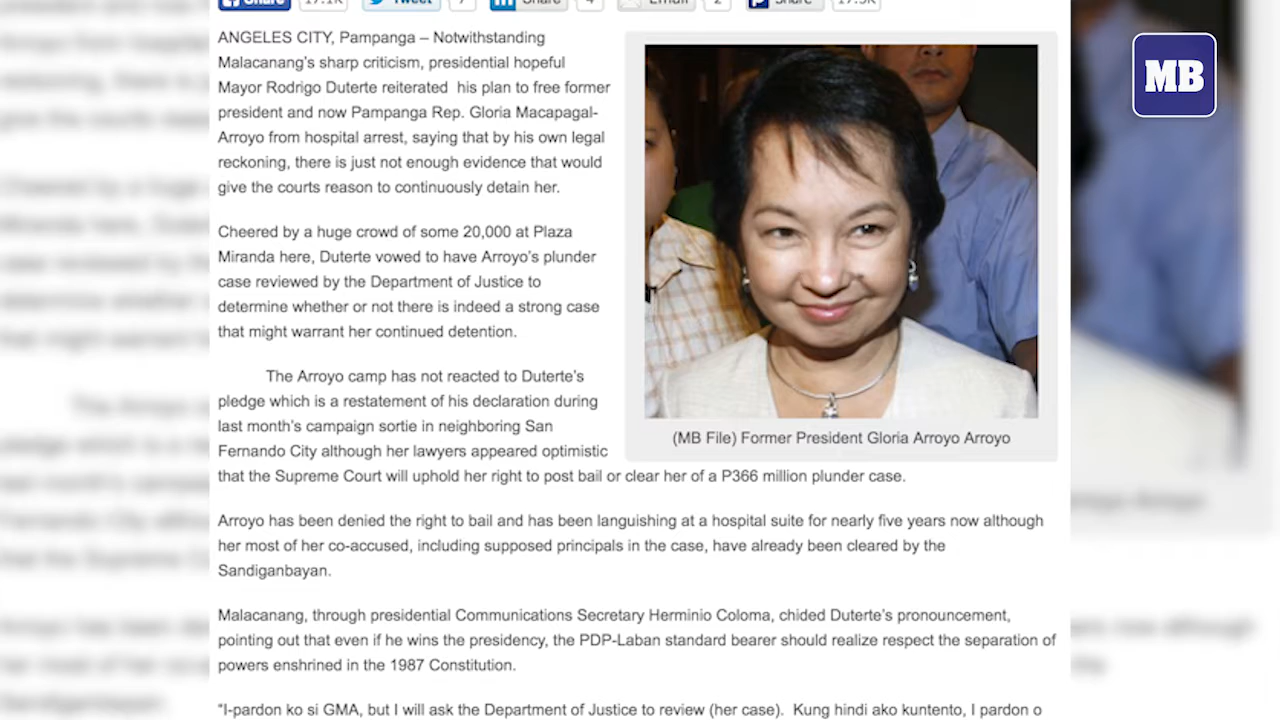 Share 17.1K Tweet 7 Share 4 Email 2 Share 17.3K
MB
ANGELES CITY, Pampanga – Notwithstanding
Malacanang’s sharp criticism, presidential hopeful
Mayor Rodrigo Duterte reiterated his plan to free former
president and now Pampanga Rep. Gloria Macapagal-
Arroyo from hospital arrest, saying that by his own legal
reckoning, there is just not enough evidence that would
give the courts reason to continuously detain her.
Cheered by a huge crowd of some 20,000 at Plaza
Miranda here, Duterte vowed to have Arroyo’s plunder
case reviewed by the Department of Justice to
determine whether or not there is indeed a strong case
that might warrant her continued detention.
The Arroyo camp has not reacted to Duterte’s
pledge which is a restatement of his declaration during
last month’s campaign sortie in neighboring San
Fernando City although her lawyers appeared optimistic
that the Supreme Court will uphold her right to post bail or clear her of a P366 million plunder case.
(MB File) Former President Gloria Arroyo Arroyo
Arroyo has been denied the right to bail and has been languishing at a hospital suite for nearly five years now although
her most of her co-accused, including supposed principals in the case, have already been cleared by the
Sandiganbayan.
Malacanang, through presidential Communications Secretary Herminio Coloma, chided Duterte’s pronouncement,
pointing out that even if he wins the presidency, the PDP-Laban standard bearer should realize respect the separation of
powers enshrined in the 1987 Constitution.
“I-pardon ko si GMA, but I will ask the Department of Justice to review (her case). Kung hindi ako kuntento, I pardon o